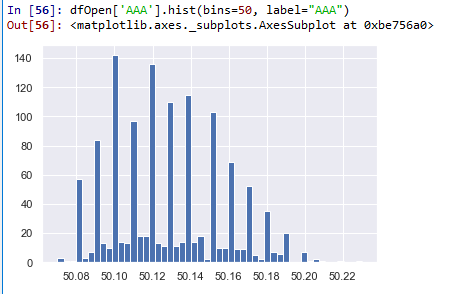 In [56]: dfOpen['AAA'].hist(bins=50, label="AAA")
Out[56]: <matplotlib.axes._subplots.AxesSubplot at 0xbe756a0>
140
120
100
80
60
40
20
0
50.08 50.10 50.12 50.14 50.16 50.18 50.20 50.22